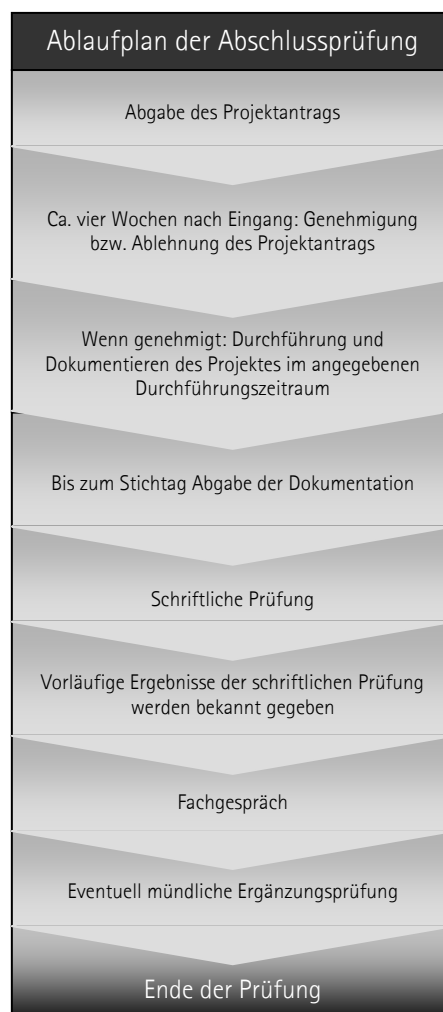 Ablaufplan der Abschlussprüfung
Abgabe des Projektantrags
Ca. vier Wochen nach Eingang: Genehmigung
bzw. Ablehnung des Projektantrags
Wenn genehmigt: Durchführung und
Dokumentieren des Projektes im angegebenen
Durchführungszeitraum
Bis zum Stichtag Abgabe der Dokumentation
Schriftliche Prüfung
Vorläufige Ergebnisse der schriftlichen Prüfung
werden bekannt gegeben
Fachgespräch
Eventuell mündliche Ergänzungsprüfung
Ende der Prüfung